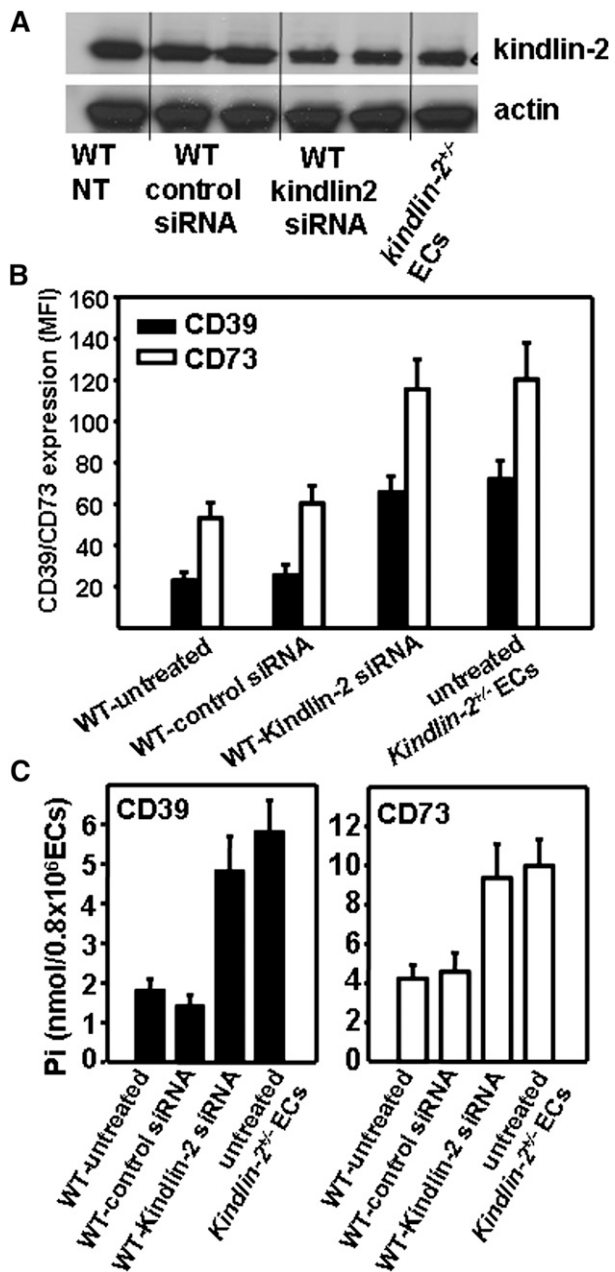 A
kindlin-2
actin
WT
NT
WT
control
siRNA
WT
kindlin2
siRNA
kindlin-2+/-
ECs
B
CD39/CD73 expression (MFI)
160
140
120
100
80
60
40
20
CD39
CD73
WT-untreated
WT-control siRNA
WT-Kindlin-2 siRNA
untreated
Kindlin-2+/- ECs
C
Pi (nmol/0.8x10⁶ECs)
CD39
6
5
4
3
2
1
0
WT-untreated
WT-control siRNA
WT-Kindlin-2 siRNA
untreated
Kindlin-2+/- ECs
CD73
12
10
8
6
4
2
0
WT-untreated
WT-control siRNA
WT-Kindlin-2 siRNA
untreated
Kindlin-2+/- ECs